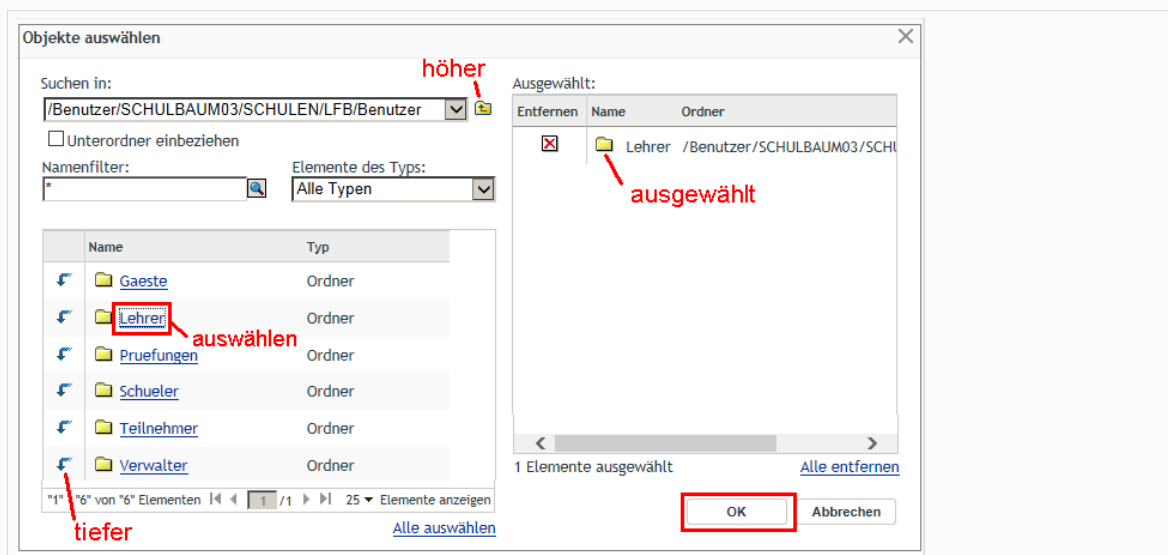 Objekte auswählen
höher
Suchen in:
/Benutzer/SCHULBAUM03/SCHULEN/LFB/Benutzer
Unterordner einbeziehen
Namenfilter:
Elemente des Typs:
*
Alle Typen
Name Typ
Gaeste Ordner
Lehrer Ordner
auswählen
Pruefungen Ordner
Schueler Ordner
Teilnehmer Ordner
Verwalter Ordner
"1" "6" von "6" Elementen 1 /1 25 Elemente anzeigen
tiefer
Alle auswählen
Ausgewählt:
Entfernen Name Ordner
Lehrer /Benutzer/SCHULBAUM03/SCHU
ausgewählt
1 Elemente ausgewählt
Alle entfernen
OK
Abbrechen